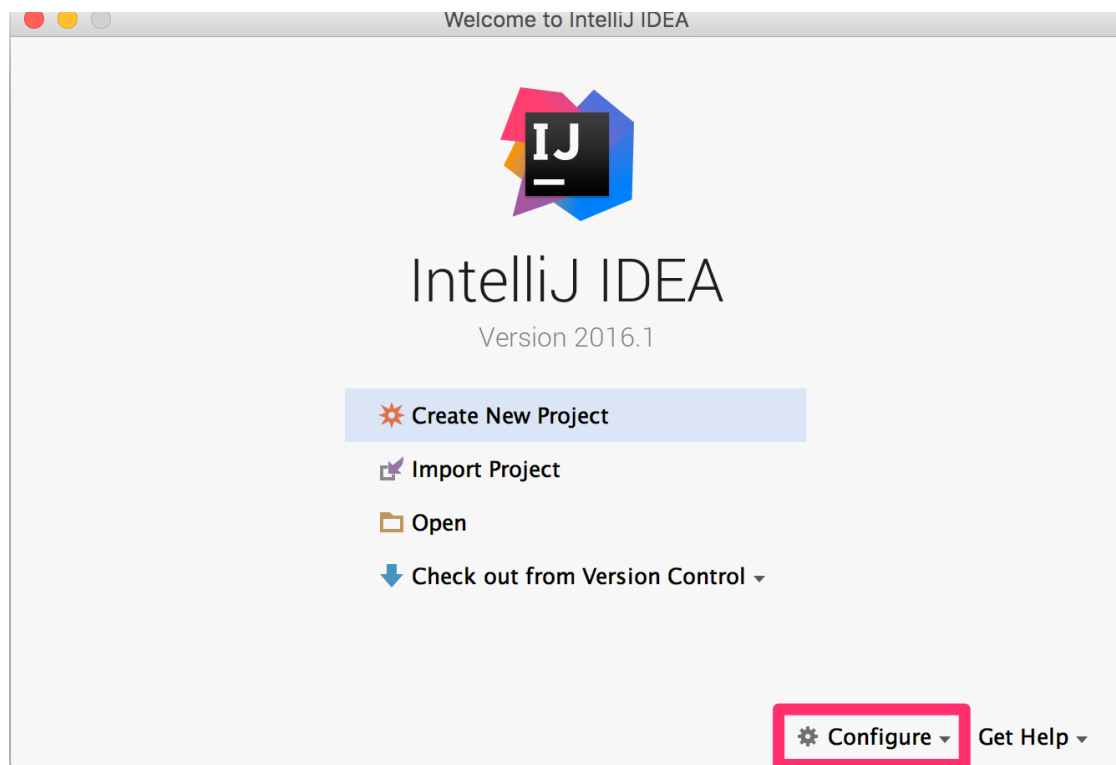 Welcome to IntelliJ IDEA
IJ
IntelliJ IDEA
Version 2016.1
Create New Project
Import Project
Open
Check out from Version Control
Configure Get Help